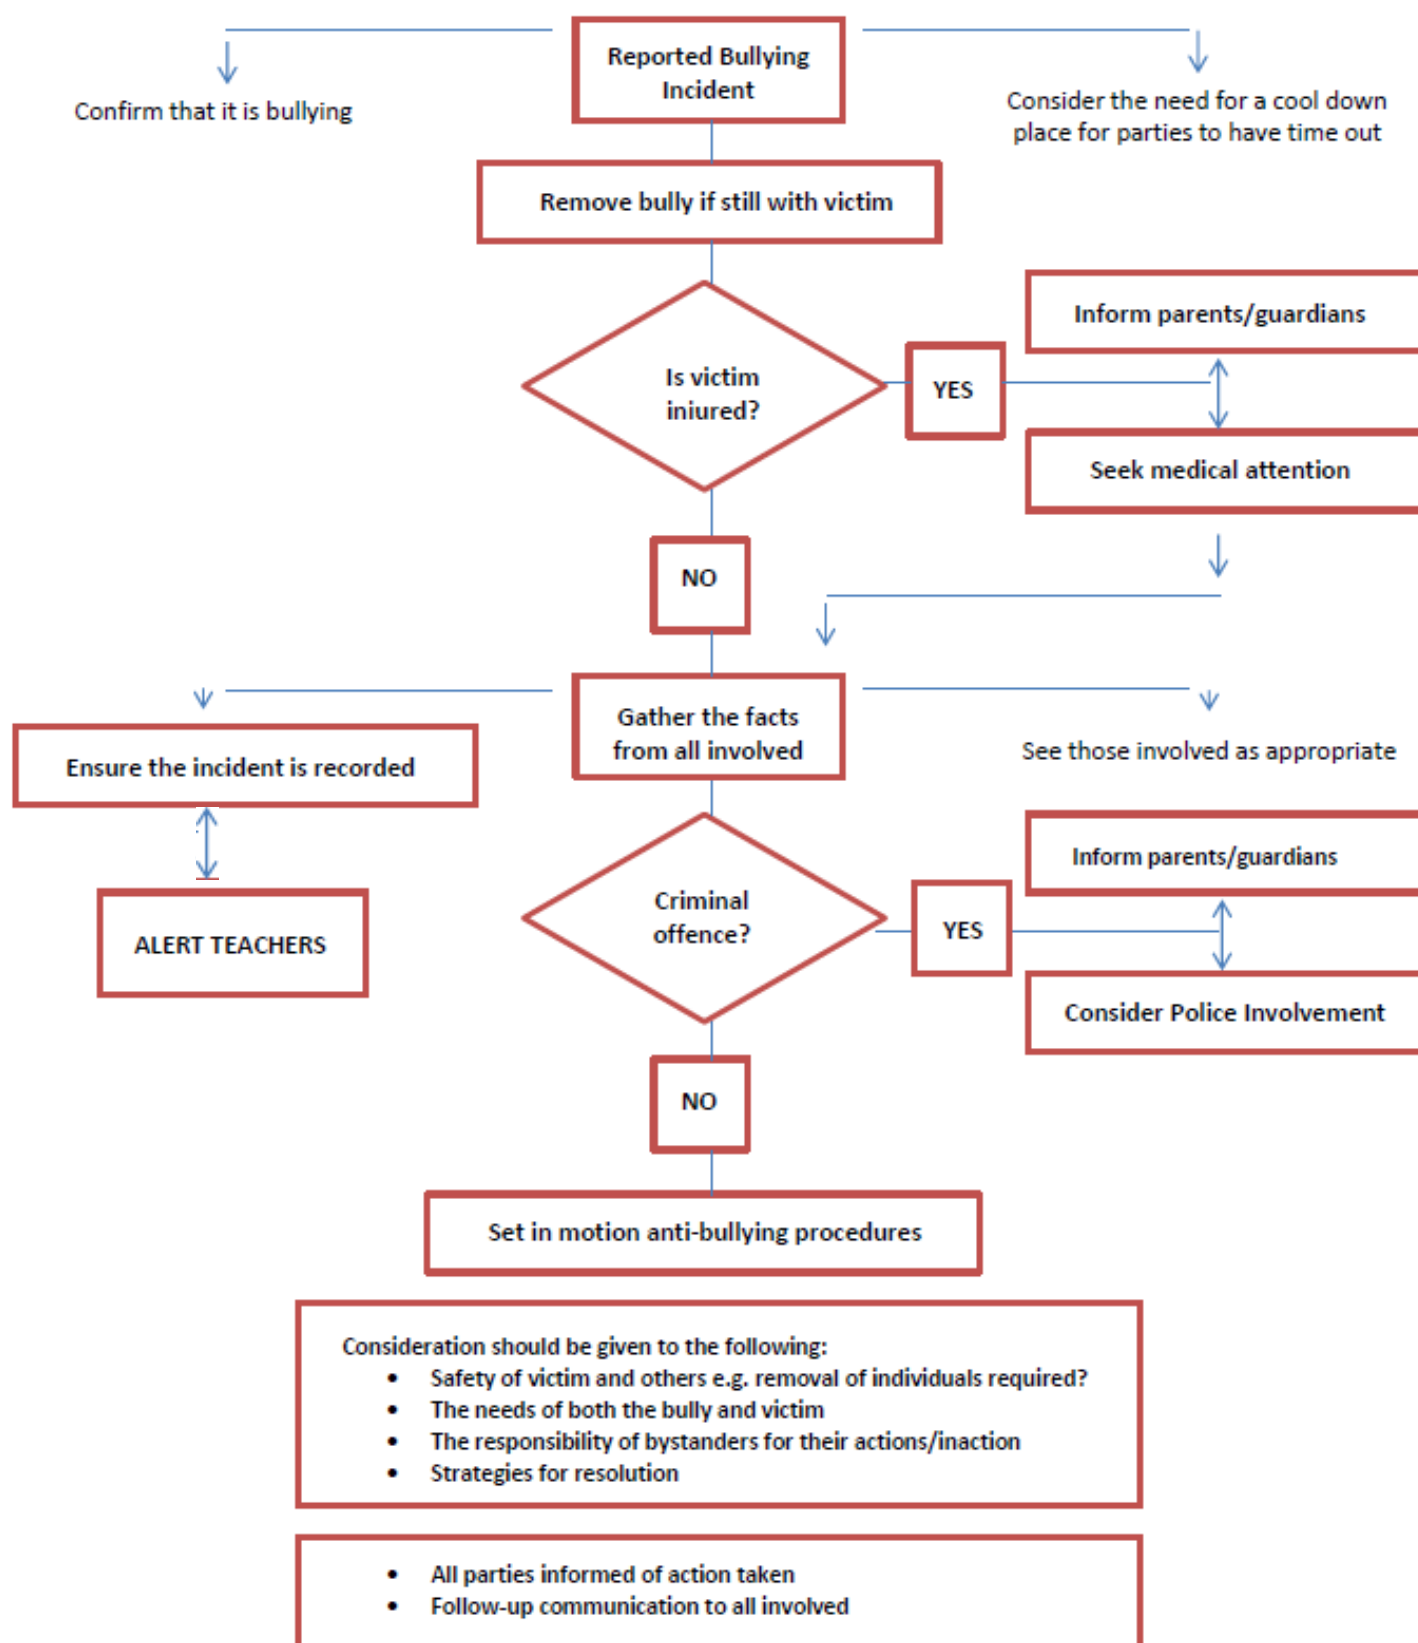 Reported Bullying
Incident
Confirm that it is bullying
Consider the need for a cool down
place for parties to have time out
Remove bully if still with victim
Is victim
iniured?
YES
Inform parents/guardians
Seek medical attention
NO
Gather the facts
from all involved
Ensure the incident is recorded
See those involved as appropriate
ALERT TEACHERS
Criminal
offence?
YES
Inform parents/guardians
Consider Police Involvement
NO
Set in motion anti-bullying procedures
Consideration should be given to the following:
• Safety of victim and others e.g. removal of individuals required?
• The needs of both the bully and victim
• The responsibility of bystanders for their actions/inaction
• Strategies for resolution
• All parties informed of action taken
• Follow-up communication to all involved